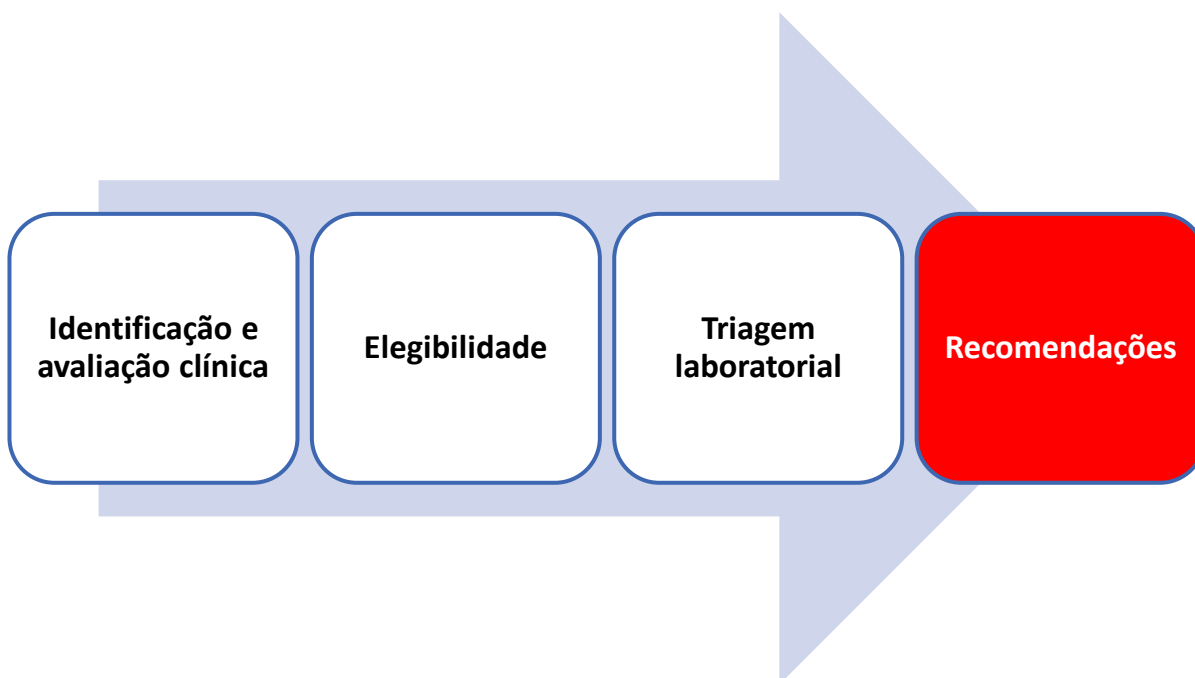 Identificação e
avaliação clínica
Elegibilidade
Triagem
laboratorial
Recomendações